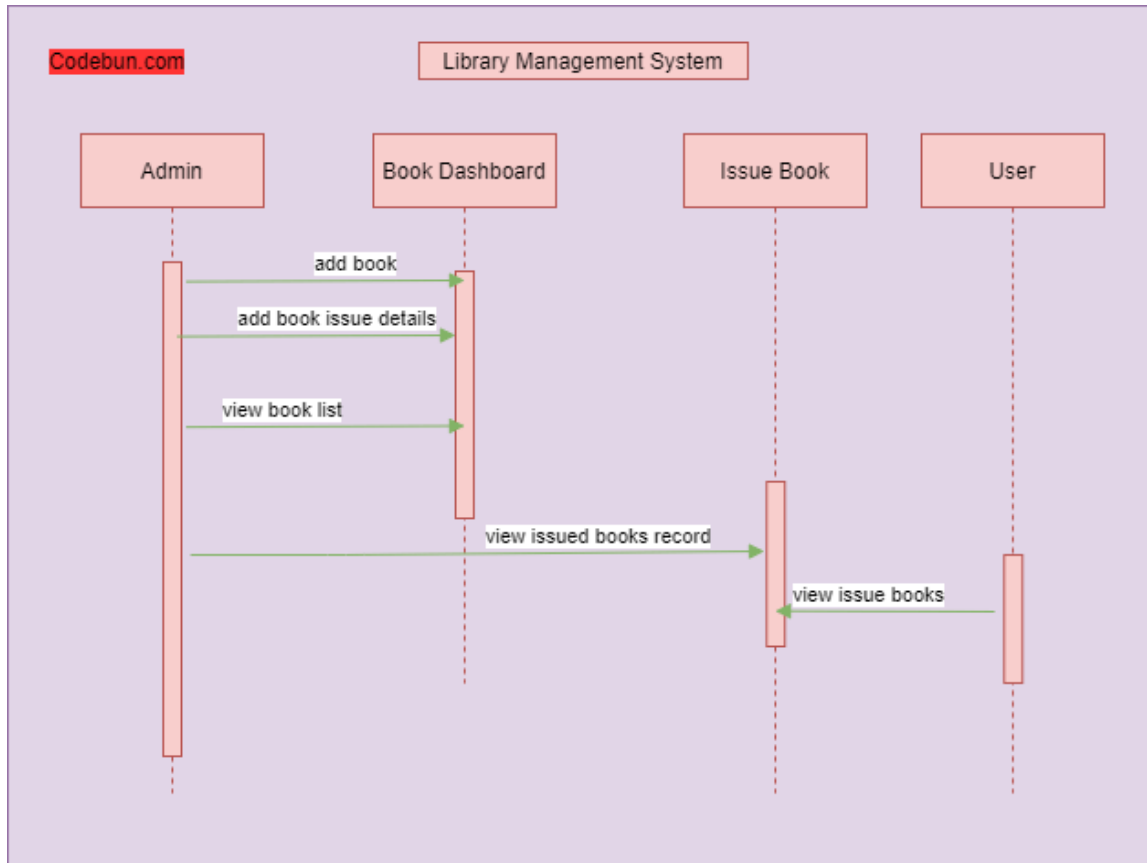 Codebun.com
Library Management System
Admin
Book Dashboard
Issue Book
User
add book
add book issue details
view book list
view issued books record
view issue books